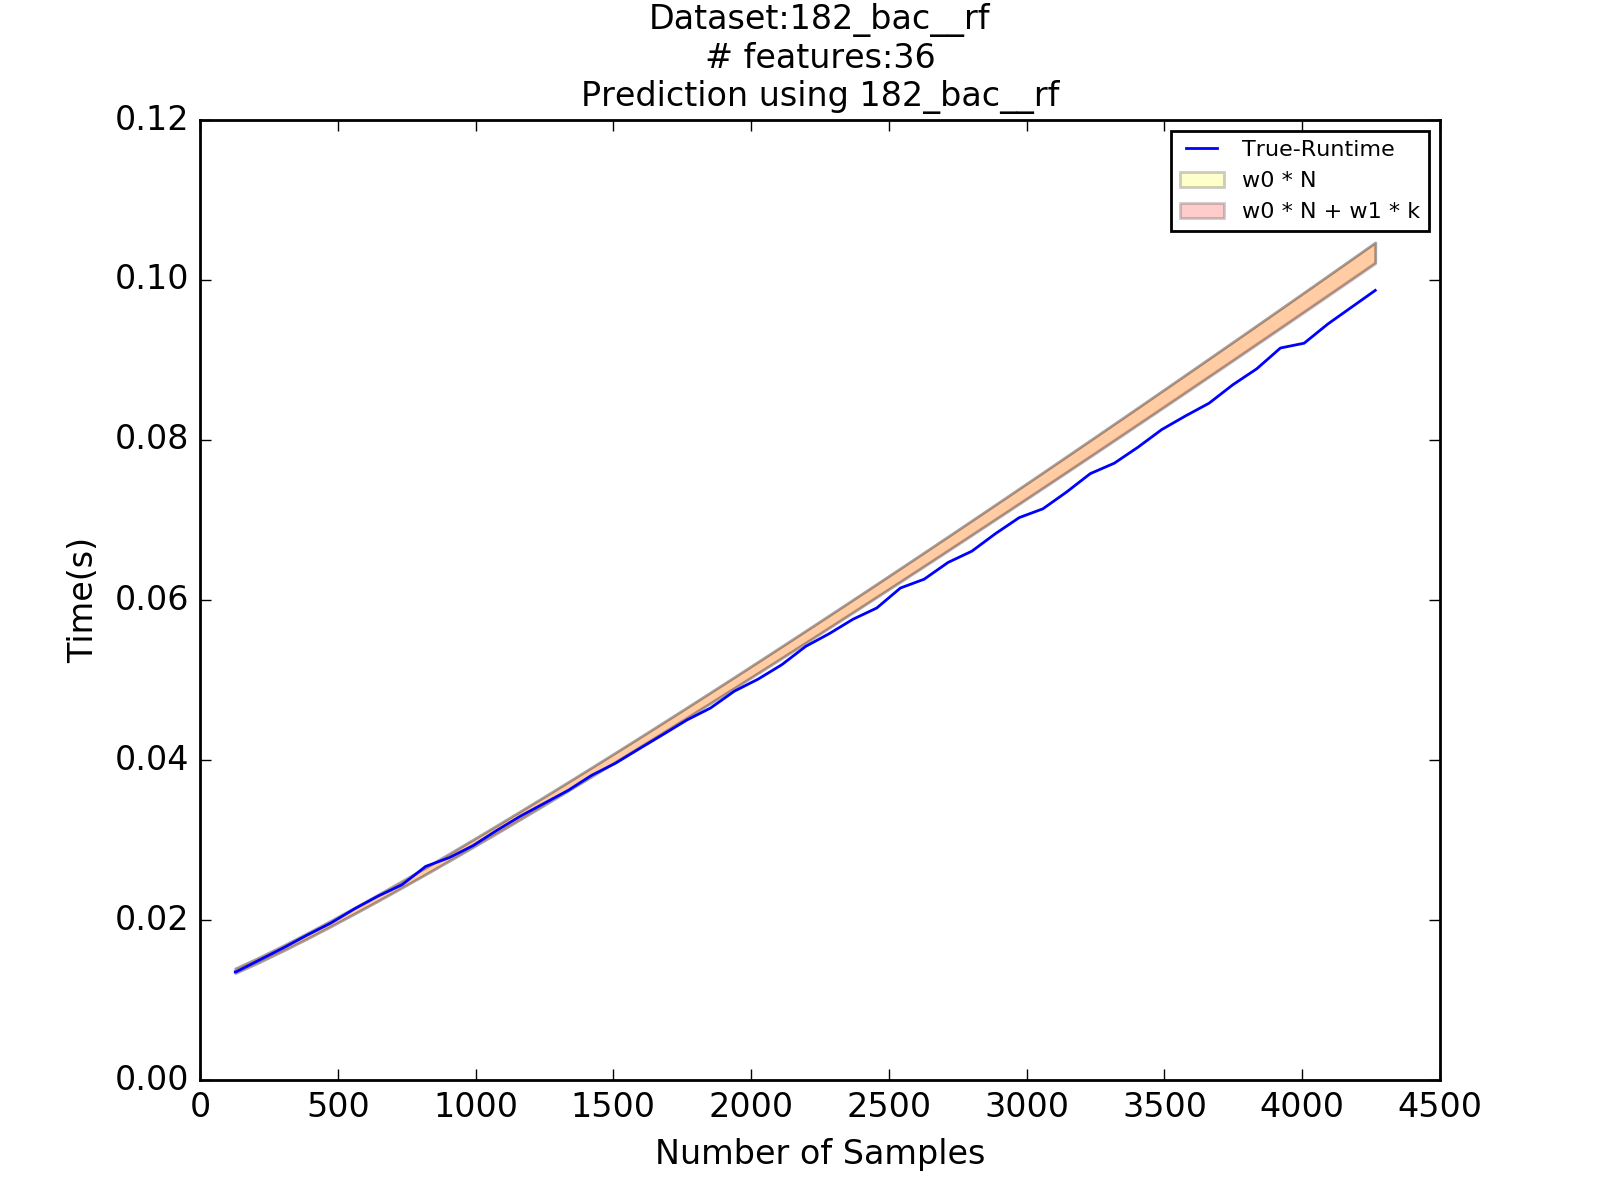 Dataset:182_bac__rf
# features:36
Prediction using 182_bac__rf
0.12
0.10
0.08
0.06
0.04
0.02
0.00
Time(s)
True-Runtime
w0 * N
w0 * N + w1 * k
0 500 1000 1500 2000 2500 3000 3500 4000 4500
Number of Samples